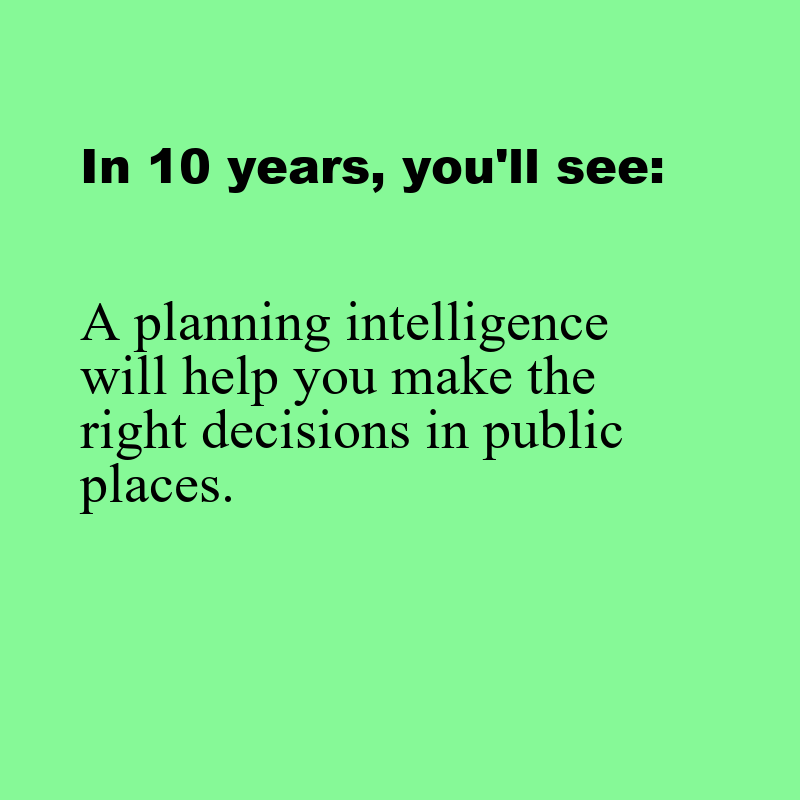 In 10 years, you'll see:
A planning intelligence
will help you make the
right decisions in public
places.